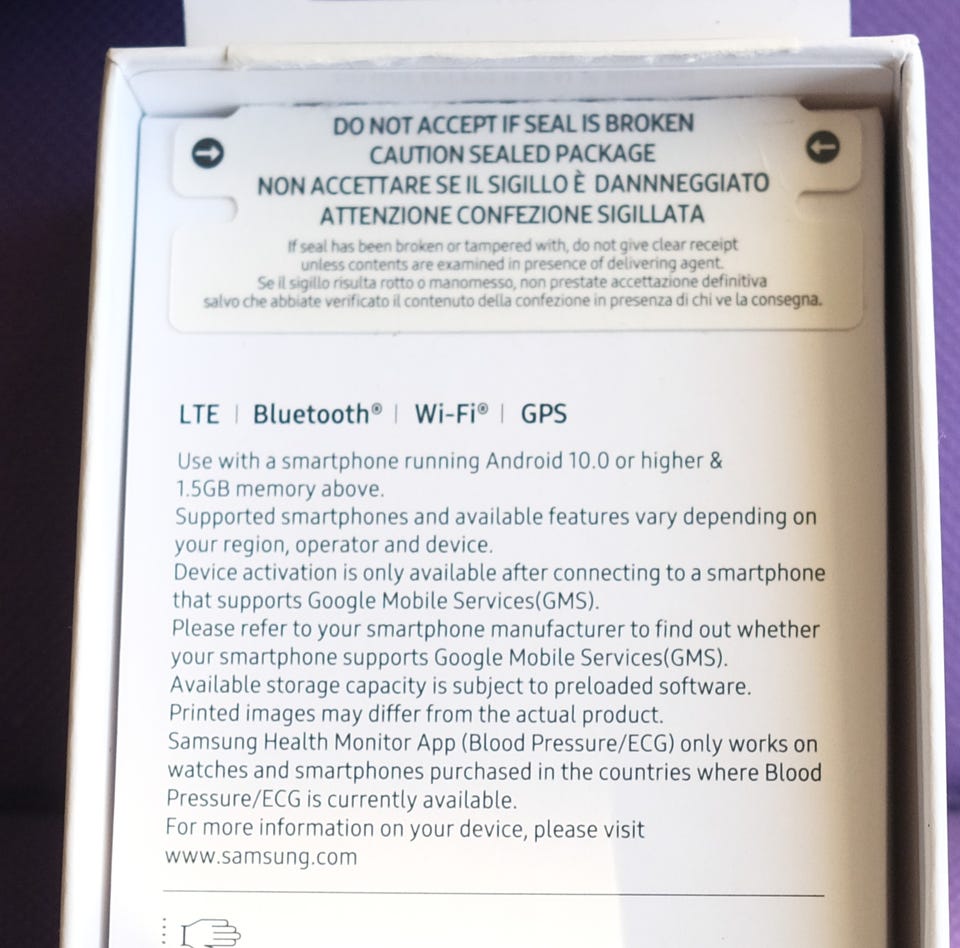 DO NOT ACCEPT IF SEAL IS BROKEN
CAUTION SEALED PACKAGE
NON ACCETTARE SE IL SIGILLO È DANNNEGGIATO
ATTENZIONE CONFEZIONE SIGILLATA
If seal has been broken or tampered with, do not give clear receipt
unless contents are examined in presence of delivering agent.
Se il sigillo risulta rotto o manomesso, non prestate accettazione definitiva
salvo che abbiate verificato il contenuto della confezione in presenza di chi ve la consegna.
LTE | Bluetooth® | Wi-Fi® | GPS
Use with a smartphone running Android 10.0 or higher &
1.5GB memory above.
Supported smartphones and available features vary depending on
your region, operator and device.
Device activation is only available after connecting to a smartphone
that supports Google Mobile Services(GMS).
Please refer to your smartphone manufacturer to find out whether
your smartphone supports Google Mobile Services(GMS).
Available storage capacity is subject to preloaded software.
Printed images may differ from the actual product.
Samsung Health Monitor App (Blood Pressure/ECG) only works on
watches and smartphones purchased in the countries where Blood
Pressure/ECG is currently available.
For more information on your device, please visit
www.samsung.com